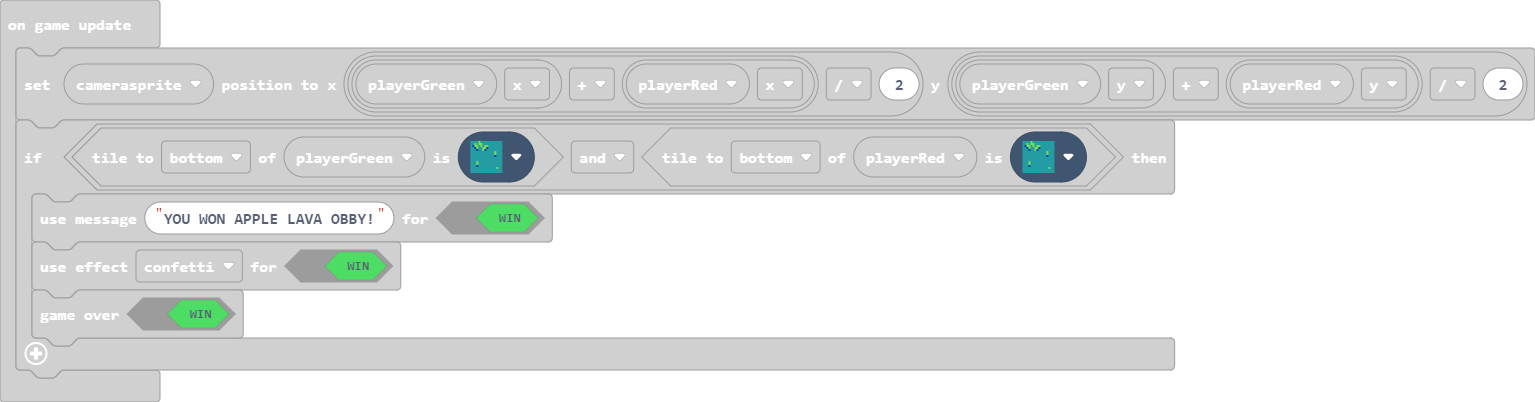 on game update
set camerasprite position to x playerGreen x + playerRed x / 2 y playerGreen y + playerRed y / 2
if tile to bottom of playerGreen is and tile to bottom of playerRed is then
use message "YOU WON APPLE LAVA OBBY!" for WIN
use effect confetti for WIN
game over WIN